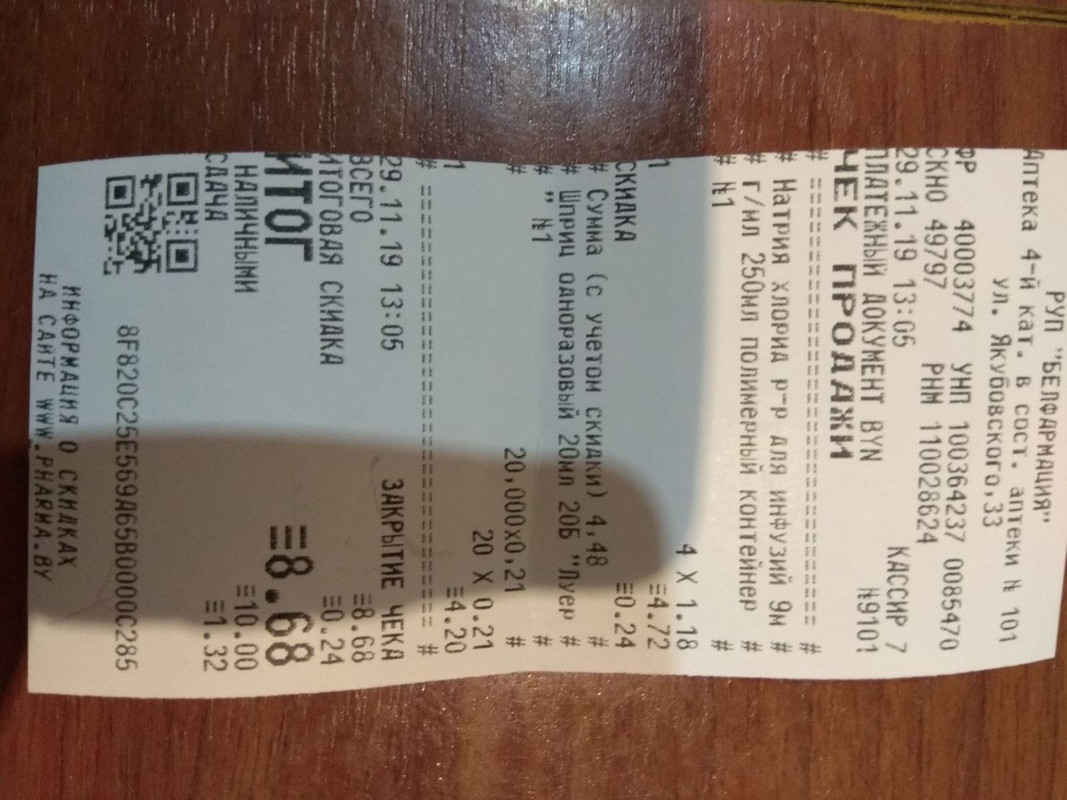 РУП "БЕЛФАРМАЦИЯ"
Аптека 4-й кат. в сост. аптеки № 101
ул. Якубовского,33
ФР 40003774 УНП 100364237 0085470
СКНО 49797 РНМ 110028624
29.11.19 13:05 КАССИР 7
ПЛАТЕЖНЫЙ ДОКУМЕНТ BYN №9101
ЧЕК ПРОДАЖИ
# ------------------------------ #
# Натрия хлорид р-р для инфузий 9м #
# г/мл 250мл полимерный контейнер #
# №1 #
4 X 1.18
1 =4.72
СКИДКА =0.24
# Сумма (с учетом скидки) 4,48 #
# Шприц одноразовый 20мл 20Б "Луер #
# " №1 #
# 20,000x0,21 #
20 X 0.21
1 =4.20
# ------------------------------ #
29.11.19 13:05 ЗАКРЫТИЕ ЧЕКА
ВСЕГО =8.68
ИТОГОВАЯ СКИДКА =0.24
ИТОГ =8.68
НАЛИЧНЫМИ =10.00
СДАЧА =1.32
8F820C25E569A65B0000C285
ИНФОРМАЦИЯ О СКИДКАХ
НА САЙТЕ WWW.PHARMA.BY